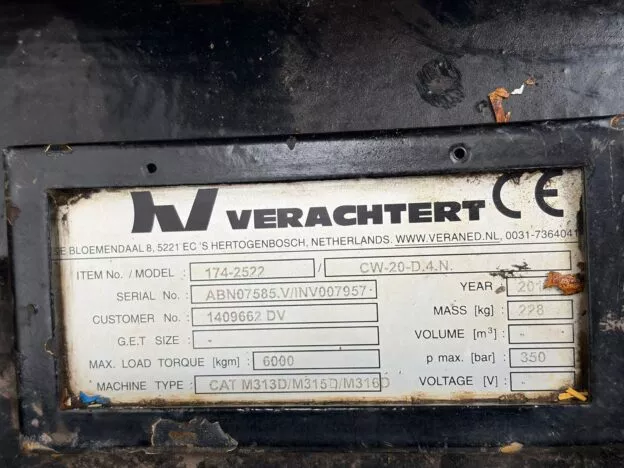 VERACHTERT CE
DE BLOEMENDAAL 8, 5221 EC 'S HERTOGENBOSCH, NETHERLANDS. WWW.VERANED.NL, 0031-7364041
ITEM No. / MODEL : 174-2522 / CW-20-D.4.N.
SERIAL No. : ABN07585.V/INV007957- YEAR
CUSTOMER No. : 1409662 DV MASS [kg] : 228
G.E.T SIZE : - VOLUME [m³] : -
MAX. LOAD TORQUE [kgm] : 6000 p max. [bar] : 350
MACHINE TYPE : CAT M313D/M315D/M316D VOLTAGE [V] : -